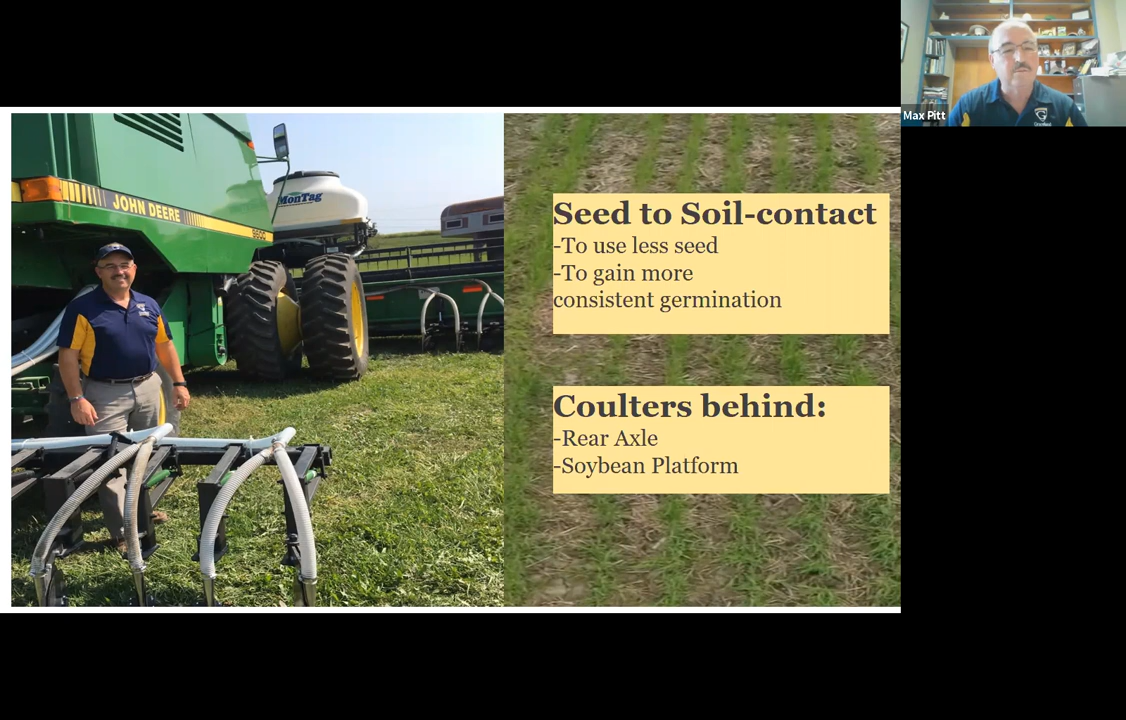 Max Pitt
JOHN DEERE
9600
MonTag
Seed to Soil-contact
-To use less seed
-To gain more
consistent germination
Coulters behind:
-Rear Axle
-Soybean Platform